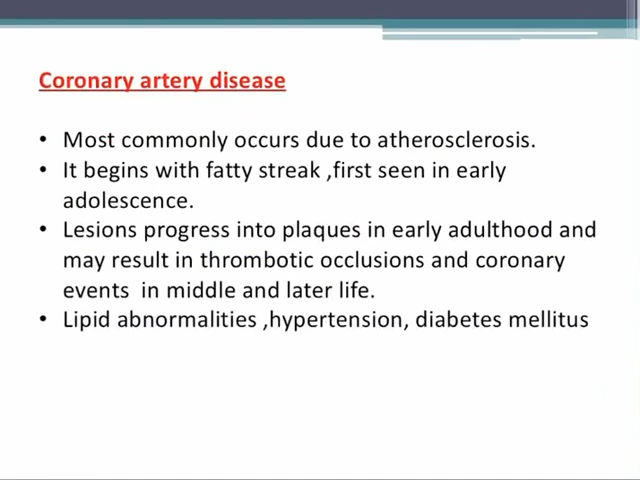 Coronary artery disease
• Most commonly occurs due to atherosclerosis.
• It begins with fatty streak ,first seen in early
adolescence.
• Lesions progress into plaques in early adulthood and
may result in thrombotic occlusions and coronary
events  in middle and later life.
• Lipid abnormalities ,hypertension, diabetes mellitus